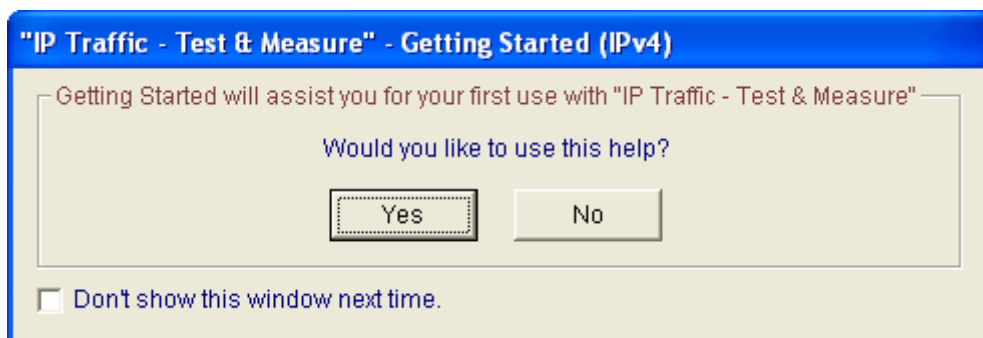 "IP Traffic - Test & Measure" - Getting Started (IPv4)
Getting Started will assist you for your first use with "IP Traffic - Test & Measure"
Would you like to use this help?
Yes No
Don't show this window next time.